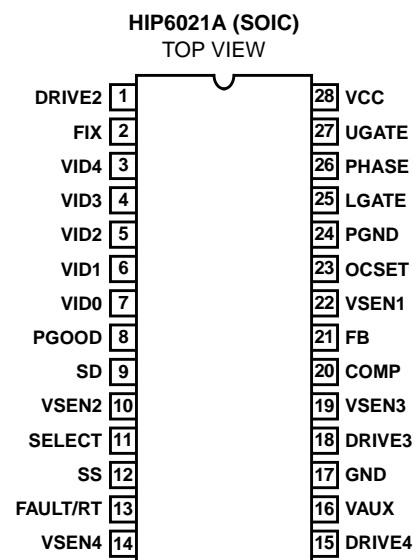 HIP6021A (SOIC)
TOP VIEW
DRIVE2 1 28 VCC
FIX 2 27 UGATE
VID4 3 26 PHASE
VID3 4 25 LGATE
VID2 5 24 PGND
VID1 6 23 OCSET
VID0 7 22 VSEN1
PGOOD 8 21 FB
SD 9 20 COMP
VSEN2 10 19 VSEN3
SELECT 11 18 DRIVE3
SS 12 17 GND
FAULT/RT 13 16 VAUX
VSEN4 14 15 DRIVE4